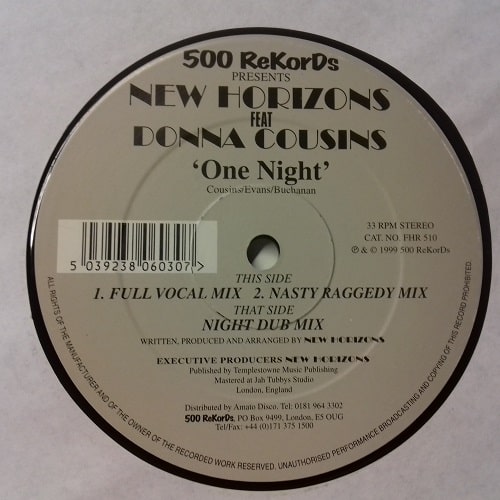 500 ReKorDs
PRESENTS
NEW HORIZONS
FEAT
DONNA COUSINS
'One Night'
Cousins/Evans/Buchanan
33 RPM STEREO
CAT. NO. FHR 510
℗ & © 1999 500 ReKorDs
5 039238 060307 >
THIS SIDE
1. FULL VOCAL MIX 2. NASTY RAGGEDY MIX
THAT SIDE
NIGHT DUB MIX
WRITTEN, PRODUCED AND ARRANGED BY NEW HORIZONS
EXECUTIVE PRODUCERS NEW HORIZONS
Published by Templestowne Music Publishing
Mastered at Jah Tubbys Studio
London, England
Distributed by Amato Disco. Tel: 0181 964 3302
500 ReKorDs, PO Box 9499, London, E5 OUG
Tel/Fax: +44 (0)171 375 1500
ALL RIGHTS OF THE MANUFACTURER AND OF THE OWNER OF THE RECORDED WORK RESERVED. UNAUTHORISED PERFORMANCE BROADCASTING AND COPYING OF THIS RECORD PROHIBITED.